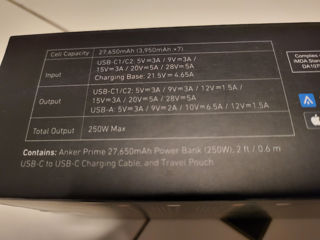 Cell Capacity 27,650mAh (3,950mAh ×7)
Input
USB-C1/C2: 5V⎓3A / 9V⎓3A /
15V⎓3A / 20V⎓5A / 28V⎓5A
Charging Base: 21.5V⎓4.65A
Output
USB-C1/C2: 5V⎓3A / 9V⎓3A / 12V⎓1.5A /
15V⎓3A / 20V⎓5A / 28V⎓5A
USB-A: 5V⎓3A / 9V⎓2A / 10V⎓6.5A / 12V⎓1.5A
Total Output 250W Max
Contains: Anker Prime 27,650mAh Power Bank (250W), 2 ft / 0.6 m
USB-C to USB-C Charging Cable, and Travel Pouch
Complies
IMDA Stand